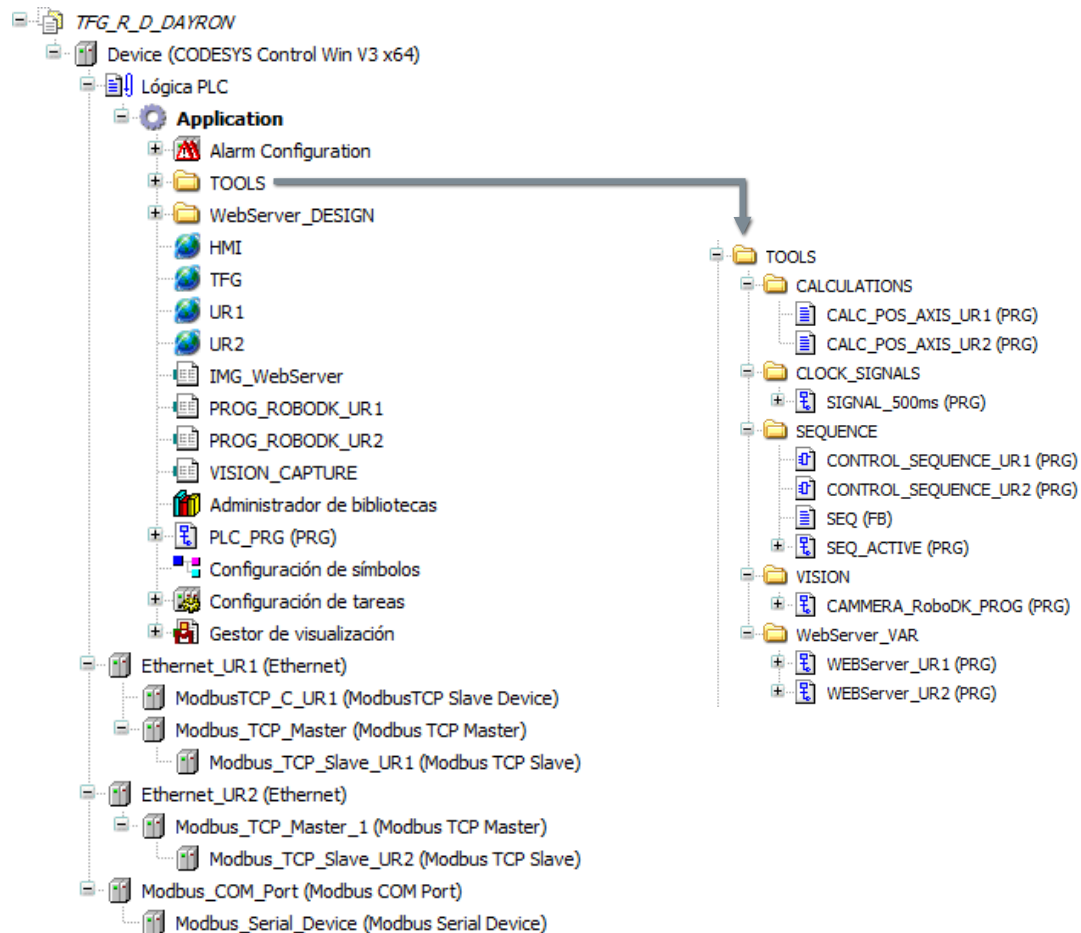 TFG_R_D_DAYRON
Device (CODESYS Control Win V3 x64)
Lógica PLC
Application
Alarm Configuration
TOOLS
WebServer_DESIGN
HMI
TFG
UR1
UR2
IMG_WebServer
PROG_ROBODK_UR1
PROG_ROBODK_UR2
VISION_CAPTURE
Administrador de bibliotecas
PLC_PRG (PRG)
Configuración de símbolos
Configuración de tareas
Gestor de visualización
Ethernet_UR1 (Ethernet)
ModbusTCP_C_UR1 (ModbusTCP Slave Device)
Modbus_TCP_Master (Modbus TCP Master)
Modbus_TCP_Slave_UR1 (Modbus TCP Slave)
Ethernet_UR2 (Ethernet)
Modbus_TCP_Master_1 (Modbus TCP Master)
Modbus_TCP_Slave_UR2 (Modbus TCP Slave)
Modbus_COM_Port (Modbus COM Port)
Modbus_Serial_Device (Modbus Serial Device)
TOOLS
CALCULATIONS
CALC_POS_AXIS_UR1 (PRG)
CALC_POS_AXIS_UR2 (PRG)
CLOCK_SIGNALS
SIGNAL_500ms (PRG)
SEQUENCE
CONTROL_SEQUENCE_UR1 (PRG)
CONTROL_SEQUENCE_UR2 (PRG)
SEQ (FB)
SEQ_ACTIVE (PRG)
VISION
CAMMERA_RoboDK_PROG (PRG)
WebServer_VAR
WEBServer_UR1 (PRG)
WEBServer_UR2 (PRG)